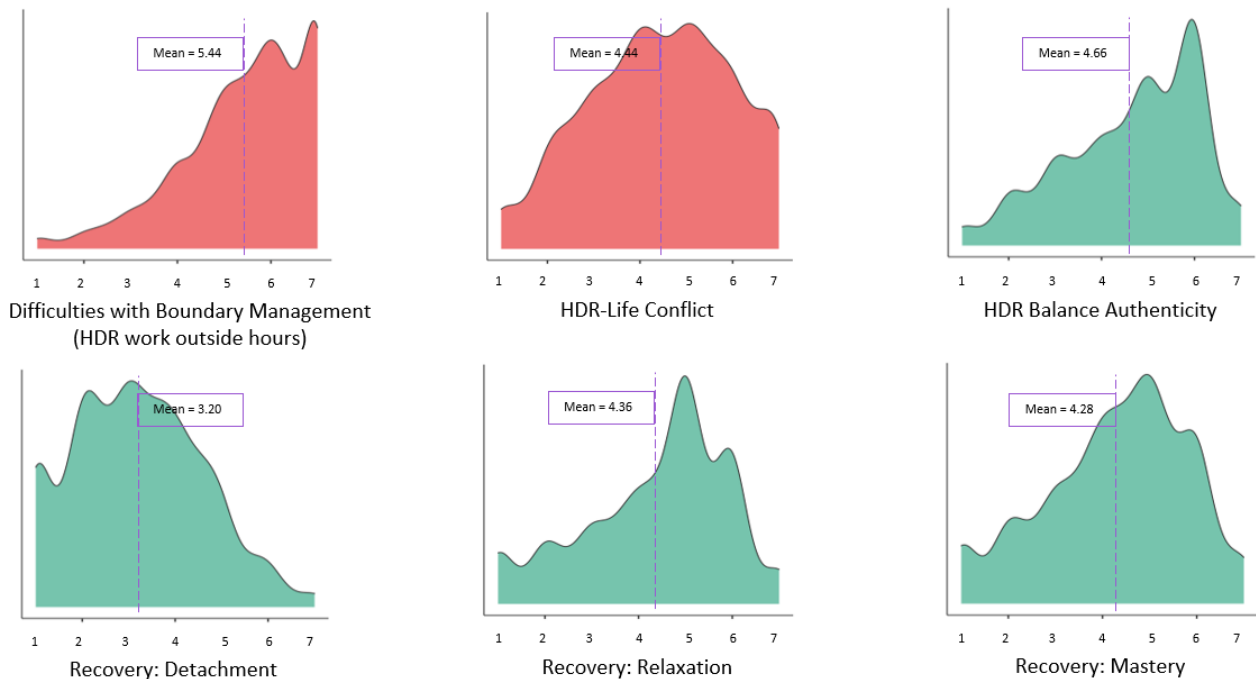 Mean = 5.44
1 2 3 4 5 6 7
Difficulties with Boundary Management
(HDR work outside hours)
Mean = 4.44
1 2 3 4 5 6 7
HDR-Life Conflict
Mean = 4.66
1 2 3 4 5 6 7
HDR Balance Authenticity
Mean = 3.20
1 2 3 4 5 6 7
Recovery: Detachment
Mean = 4.36
1 2 3 4 5 6 7
Recovery: Relaxation
Mean = 4.28
1 2 3 4 5 6 7
Recovery: Mastery